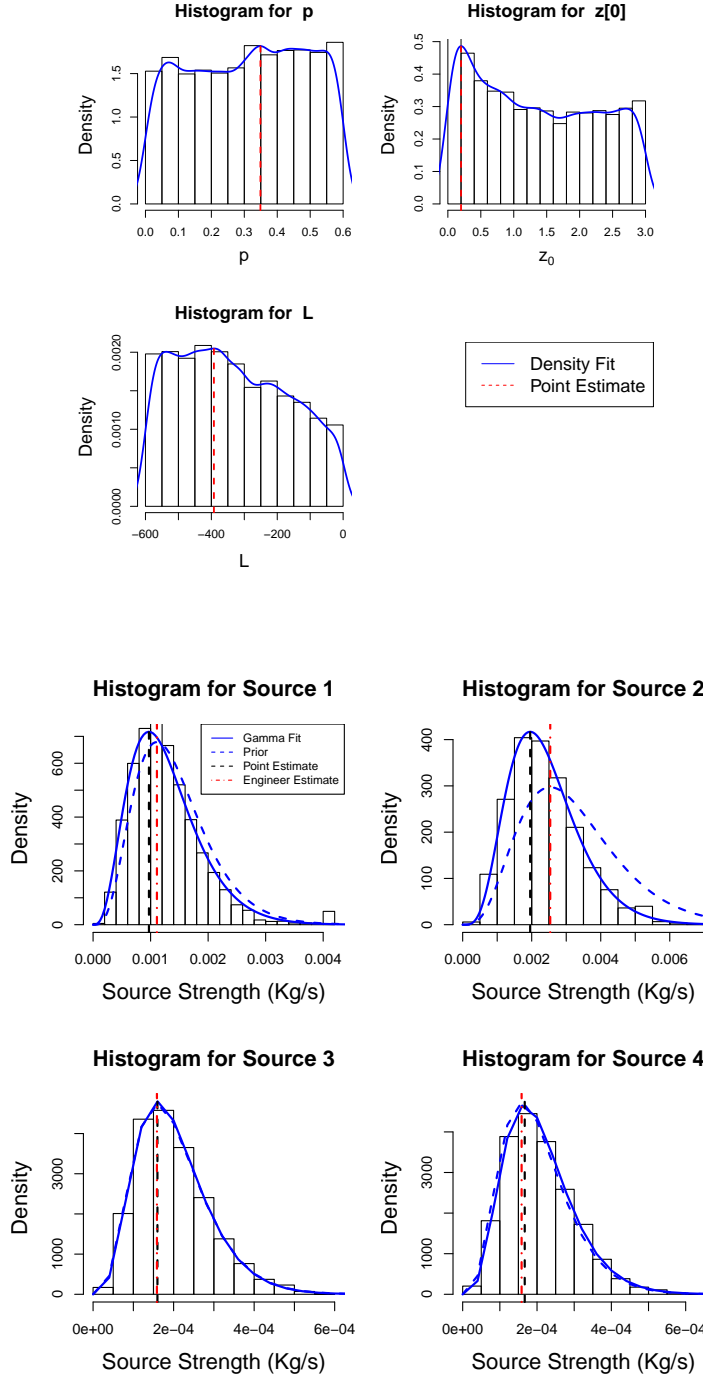 Histogram for p
Histogram for z[0]
Density
0.0 0.5 1.0 1.5
0.0 0.1 0.2 0.3 0.4 0.5 0.6
p
Density
0.0 0.1 0.2 0.3 0.4 0.5
0.0 0.5 1.0 1.5 2.0 2.5 3.0
z0
Histogram for L
Density
0.0000 0.0010 0.0020
−600 −400 −200 0
L
Density Fit
Point Estimate
Histogram for Source 1
Histogram for Source 2
Density
0 200 400 600
Gamma Fit
Prior
Point Estimate
Engineer Estimate
0.000 0.001 0.002 0.003 0.004
Source Strength (Kg/s)
Density
0 100 200 300 400
0.000 0.002 0.004 0.006
Source Strength (Kg/s)
Histogram for Source 3
Histogram for Source 4
Density
0 1000 3000
0e+00 2e−04 4e−04 6e−04
Source Strength (Kg/s)
Density
0 1000 3000
0e+00 2e−04 4e−04 6e−04
Source Strength (Kg/s)